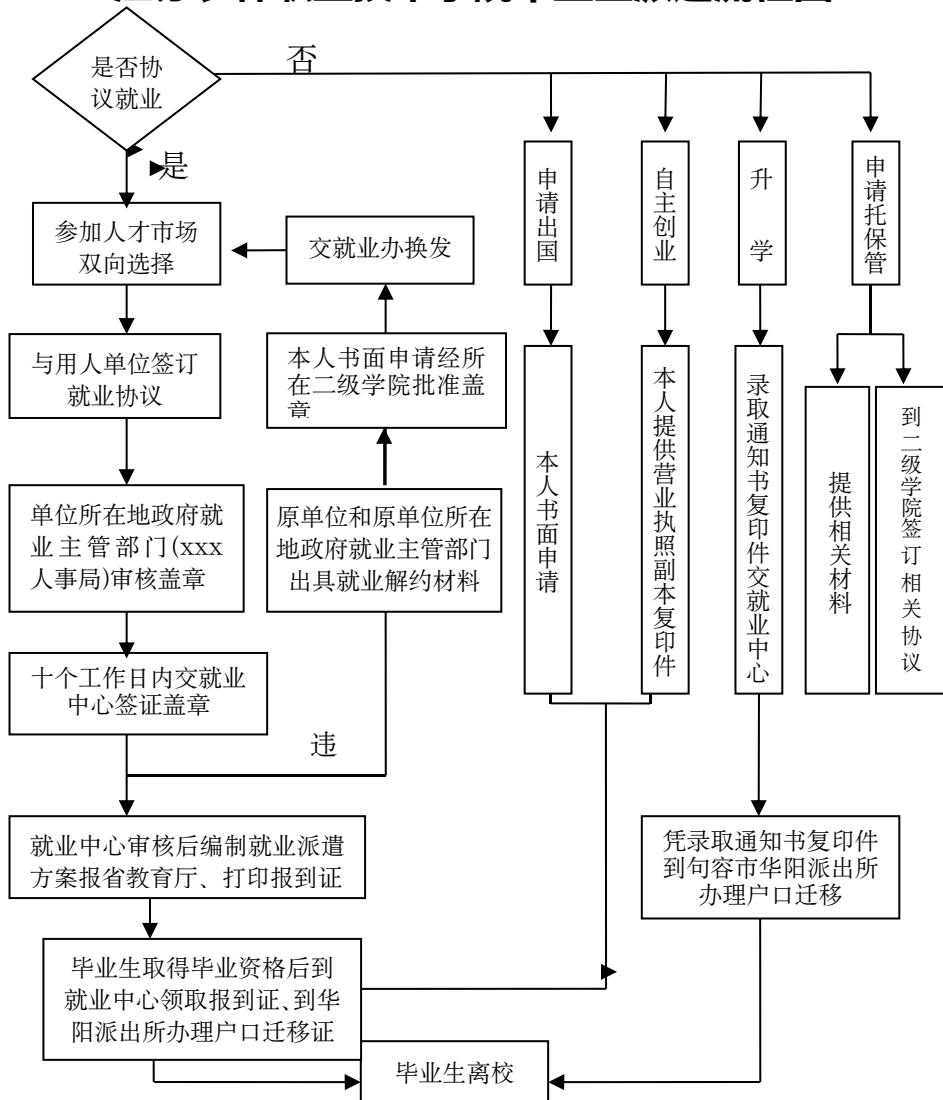 是否协
议就业
否
是
参加人才市场
双向选择
文就业办换发
与用人单位签订
就业协议
本人书面申请经所
在二级学院批准盖
章
单位所在地政府就
业主管部门(xxx
人事局)审核盖章
原单位和原单位所在
地政府就业主管部门
出具就业解约材料
十个工作日内交就业
中心签证盖章
违
就业中心审核后编制就业派遣
方案报省教育厅、打印报到证
毕业生取得毕业资格后到
就业中心领取报到证、到华
阳派出所办理户口迁移证
申请出国
自主创业
升学
申请托保管
本人书面申请
本人提供营业执照副本复印件
录取通知书复印件交就业中心
提供相关材料
到二级学院签订相关协议
凭录取通知书复印件
到句容市华阳派出所
办理户口迁移
毕业生离校